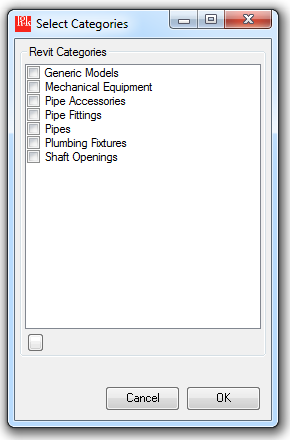 Select Categories
Revit Categories
Generic Models
Mechanical Equipment
Pipe Accessories
Pipe Fittings
Pipes
Plumbing Fixtures
Shaft Openings
Cancel
OK